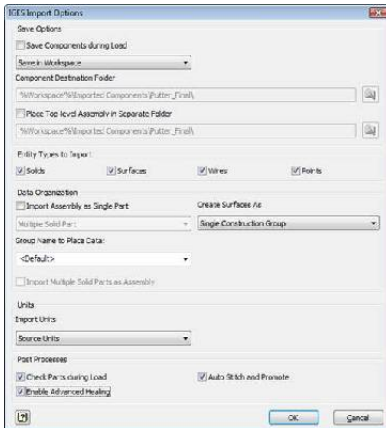 IGES Import Options
Save Options
Save Components during Load
Save in Workspace
Component Destination Folder
%Workspace%\Imported Components\Putter_Final\
Place Top-level Assembly in Separate Folder
%Workspace%\Imported Components\Putter_Final\
Entity Types to Import
Solids Surfaces Wires Points
Data Organization
Import Assembly as Single Part Create Surfaces As
Multiple Solid Part Single Construction Group
Group Name to Place Data:
<Default>
Import Multiple Solid Parts as Assembly
Units
Import Units
Source Units
Post Processes
Check Parts during Load Auto Stitch and Promote
Enable Advanced Healing
? OK Cancel